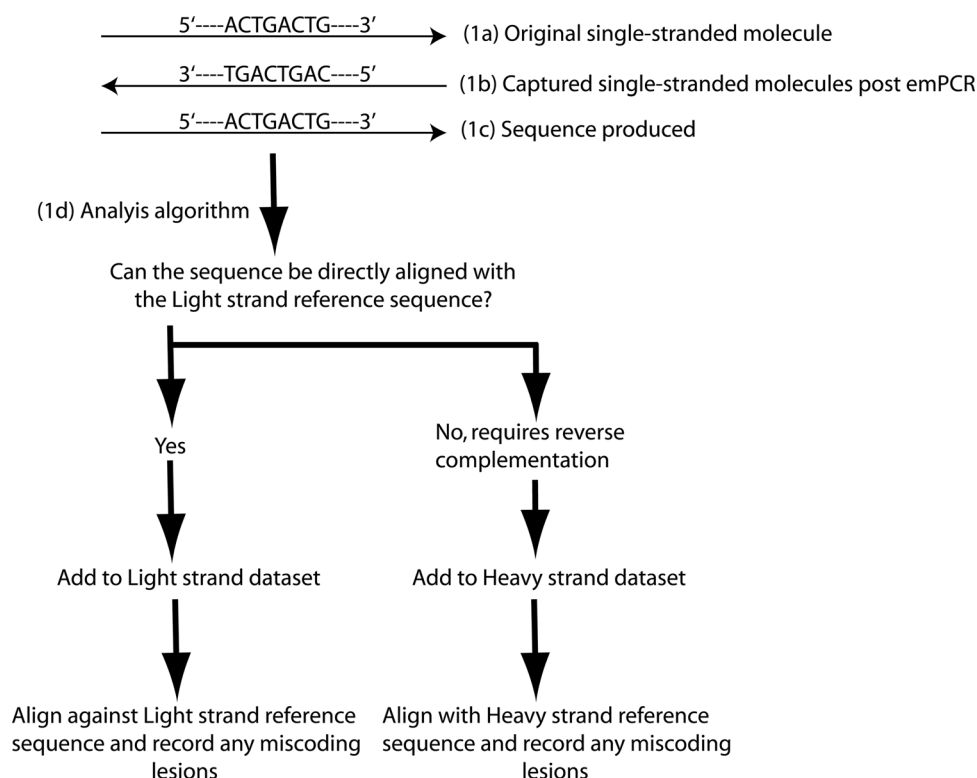 5‘----ACTGACTG----3’
(1a) Original single-stranded molecule
3‘----TGACTGAC----5’
(1b) Captured single-stranded molecules post emPCR
5‘----ACTGACTG----3’
(1c) Sequence produced
(1d) Analyis algorithm
Can the sequence be directly aligned with
the Light strand reference sequence?
Yes
No, requires reverse
complementation
Add to Light strand dataset
Add to Heavy strand dataset
Align against Light strand reference
sequence and record any miscoding
lesions
Align with Heavy strand reference
sequence and record any miscoding
lesions